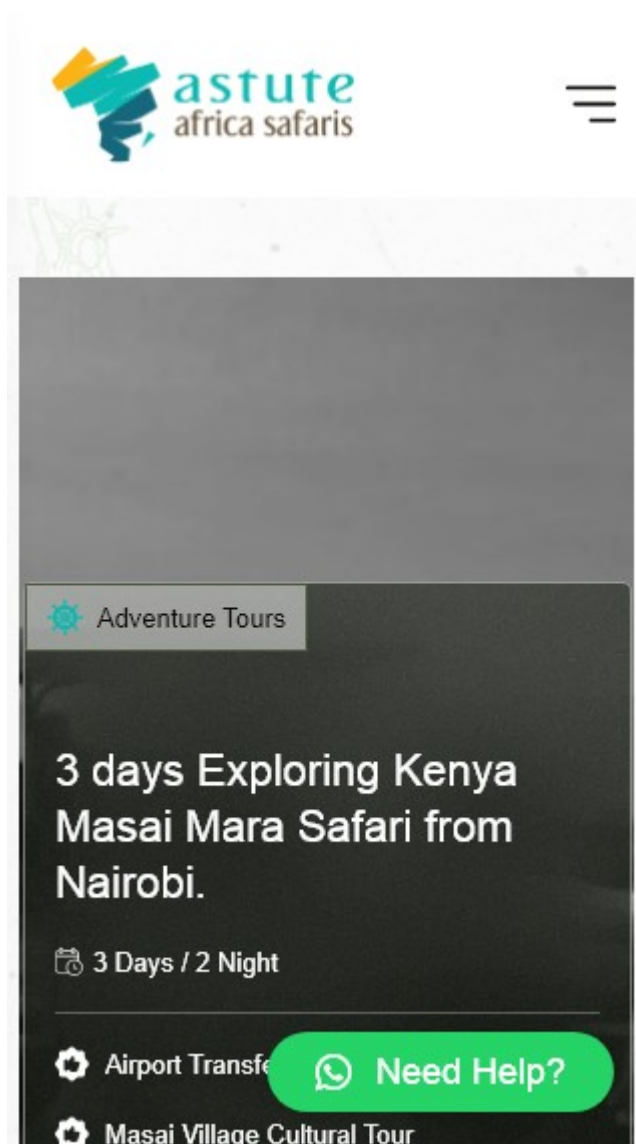 astute
africa safaris
Adventure Tours
3 days Exploring Kenya
Masai Mara Safari from
Nairobi.
3 Days / 2 Night
Airport
Need Help?
Masai Village Cultural Tour